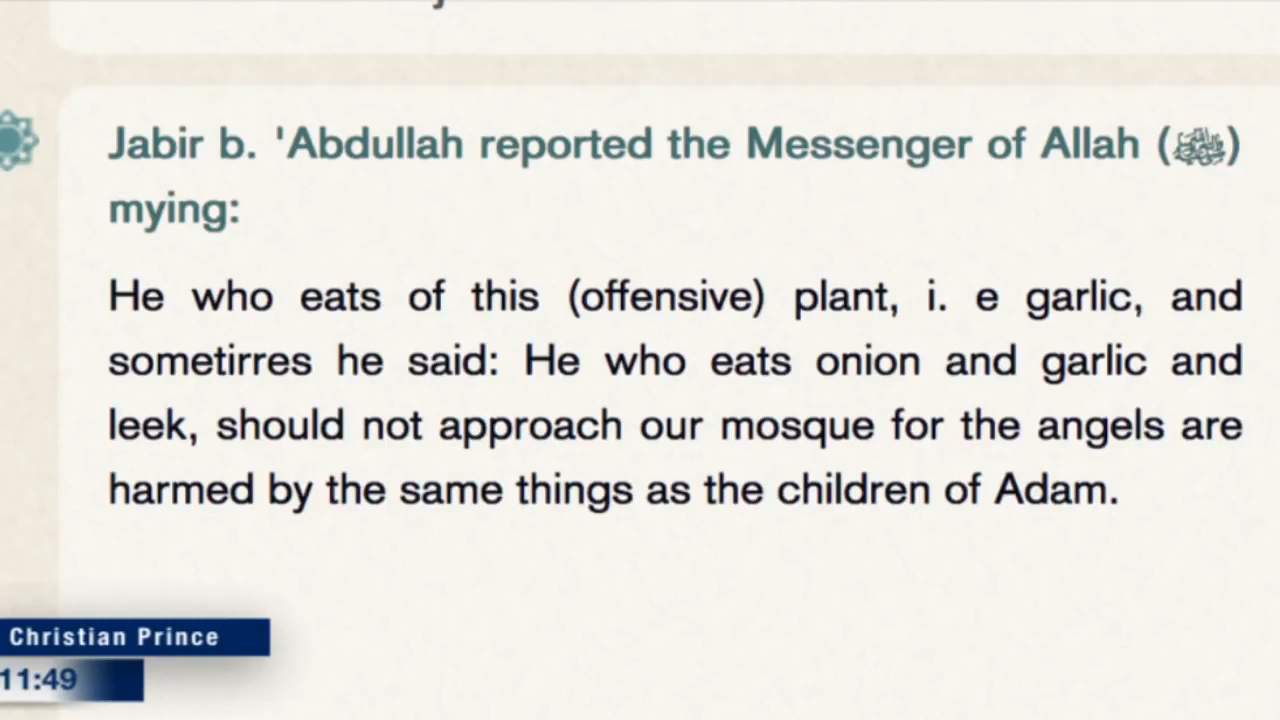 Jabir b. 'Abdullah reported the Messenger of Allah (ﷺ)
mying:
He who eats of this (offensive) plant, i. e garlic, and
sometirres he said: He who eats onion and garlic and
leek, should not approach our mosque for the angels are
harmed by the same things as the children of Adam.
Christian Prince
11:49